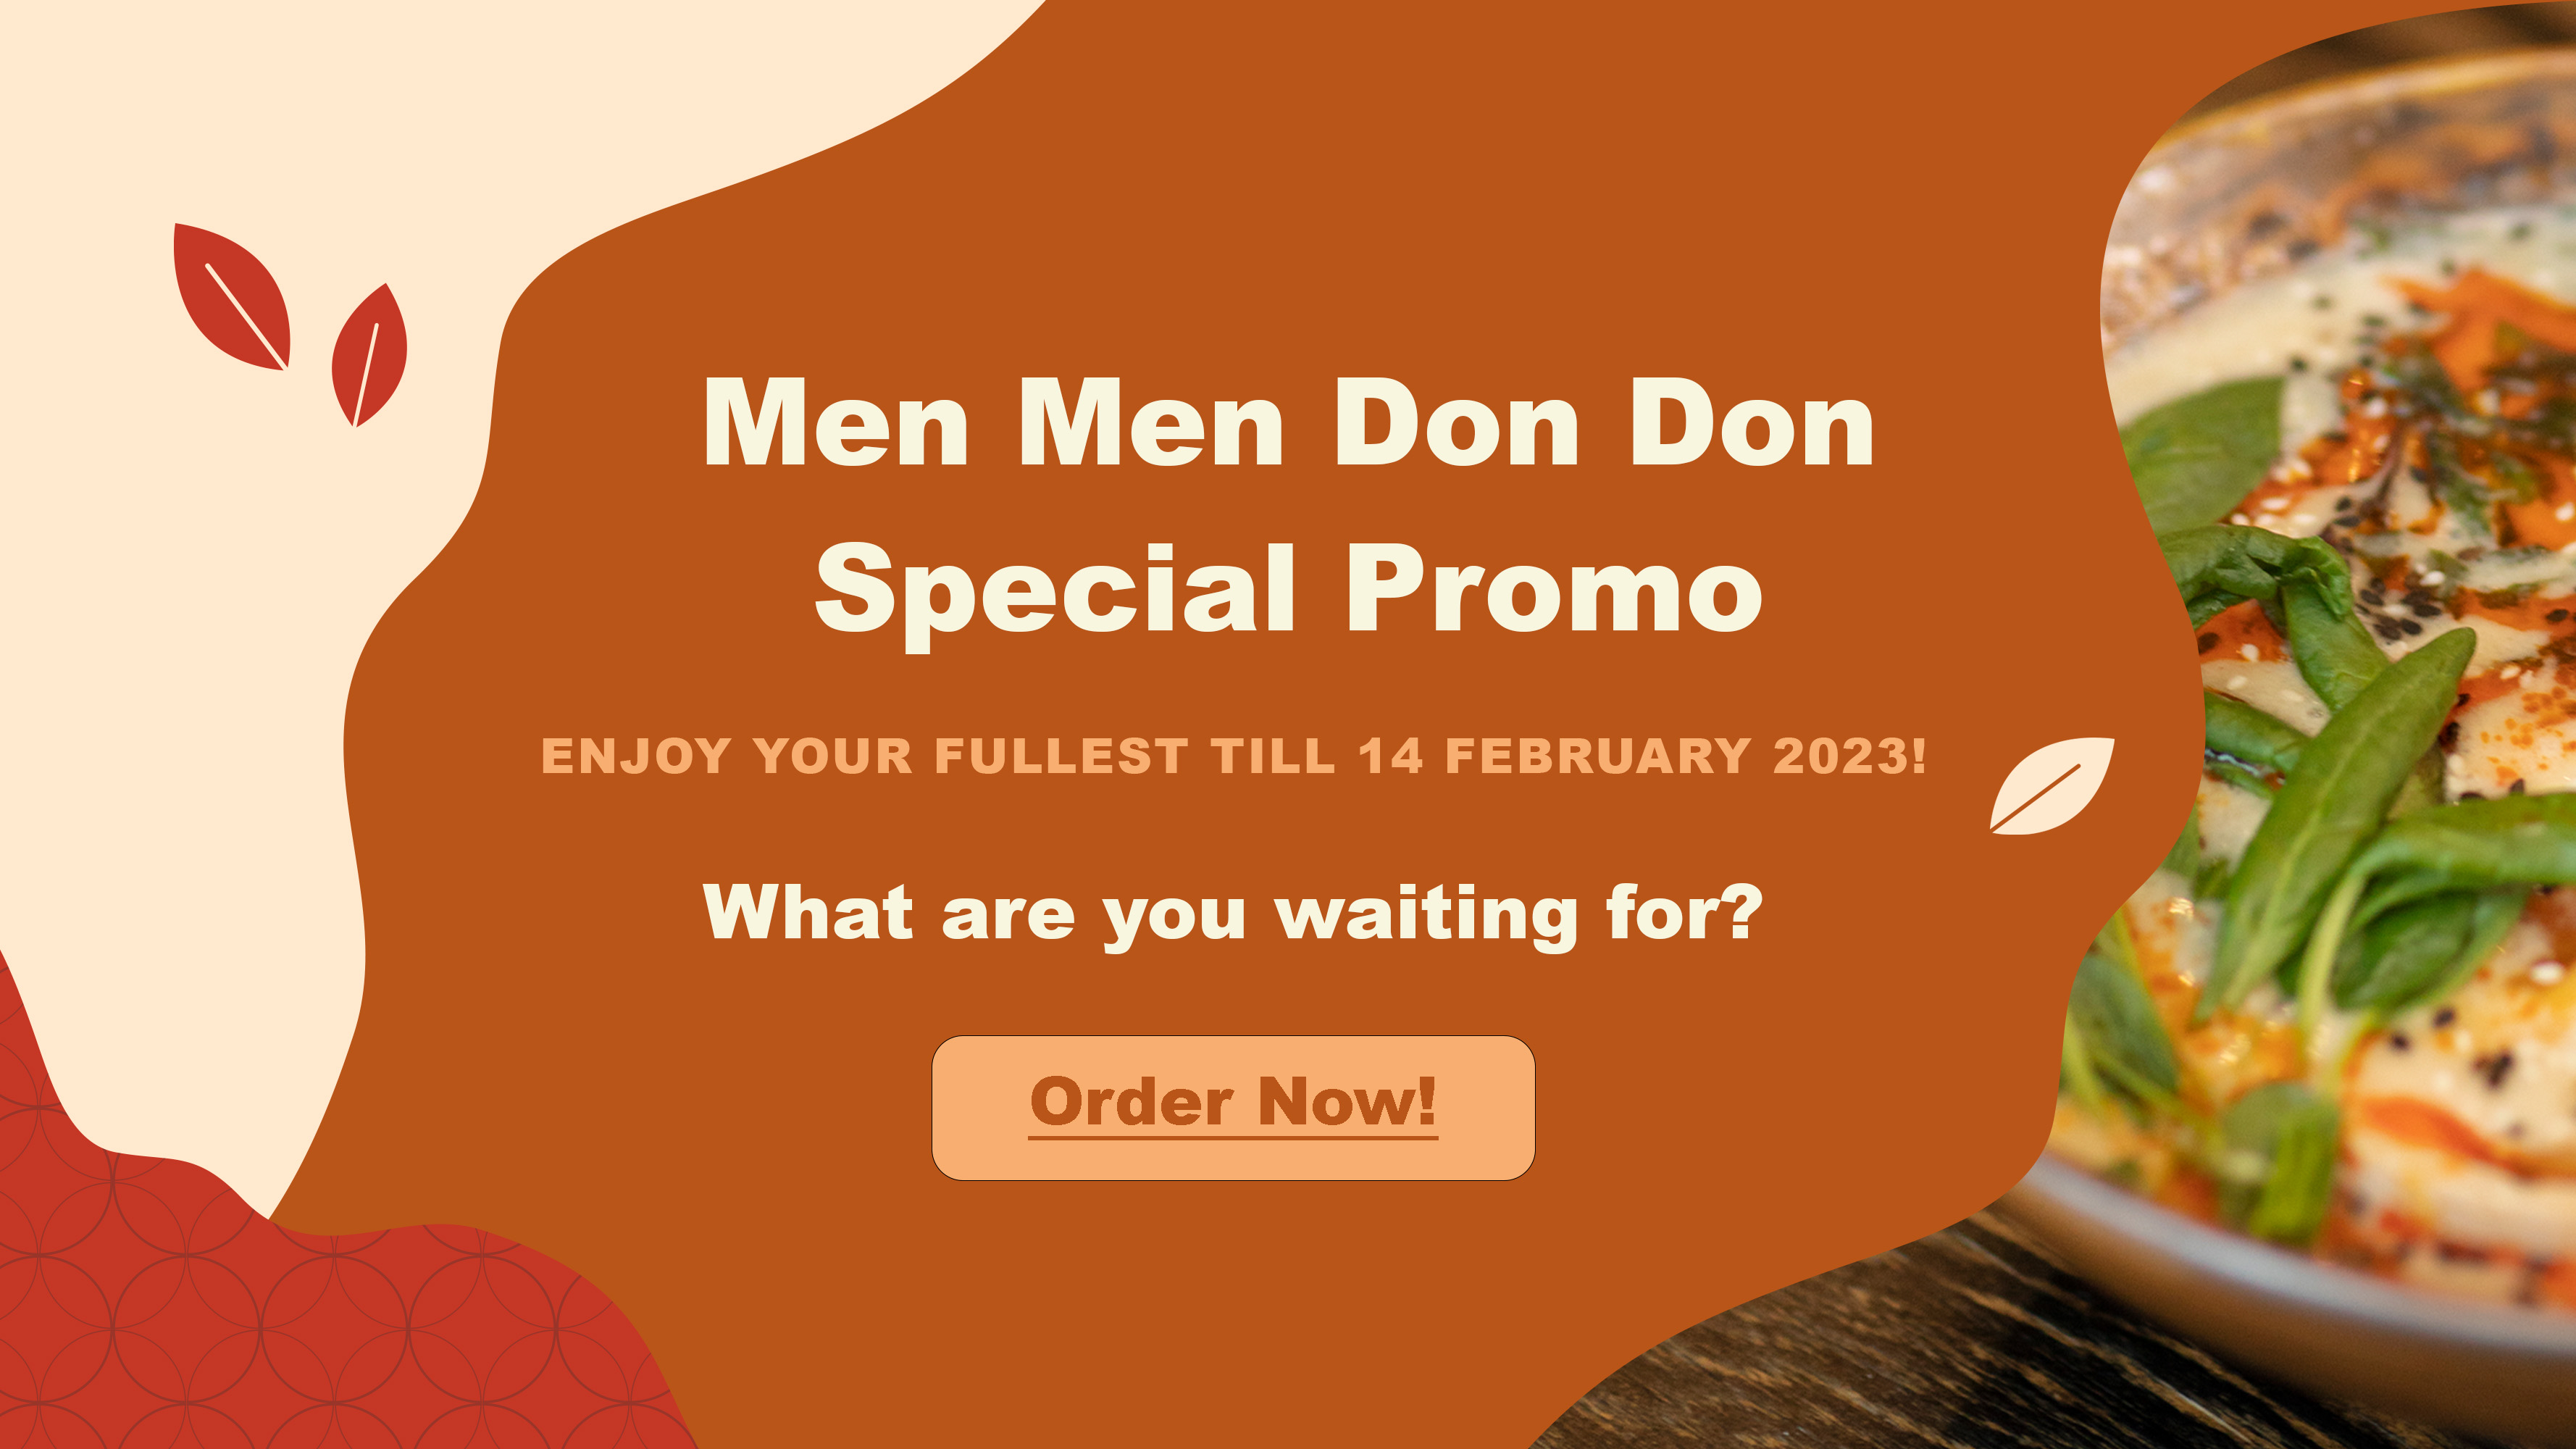 Men Men Don Don
Special Promo
ENJOY YOUR FULLEST TILL 14 FEBRUARY 2023!
What are you waiting for?
Order Now!